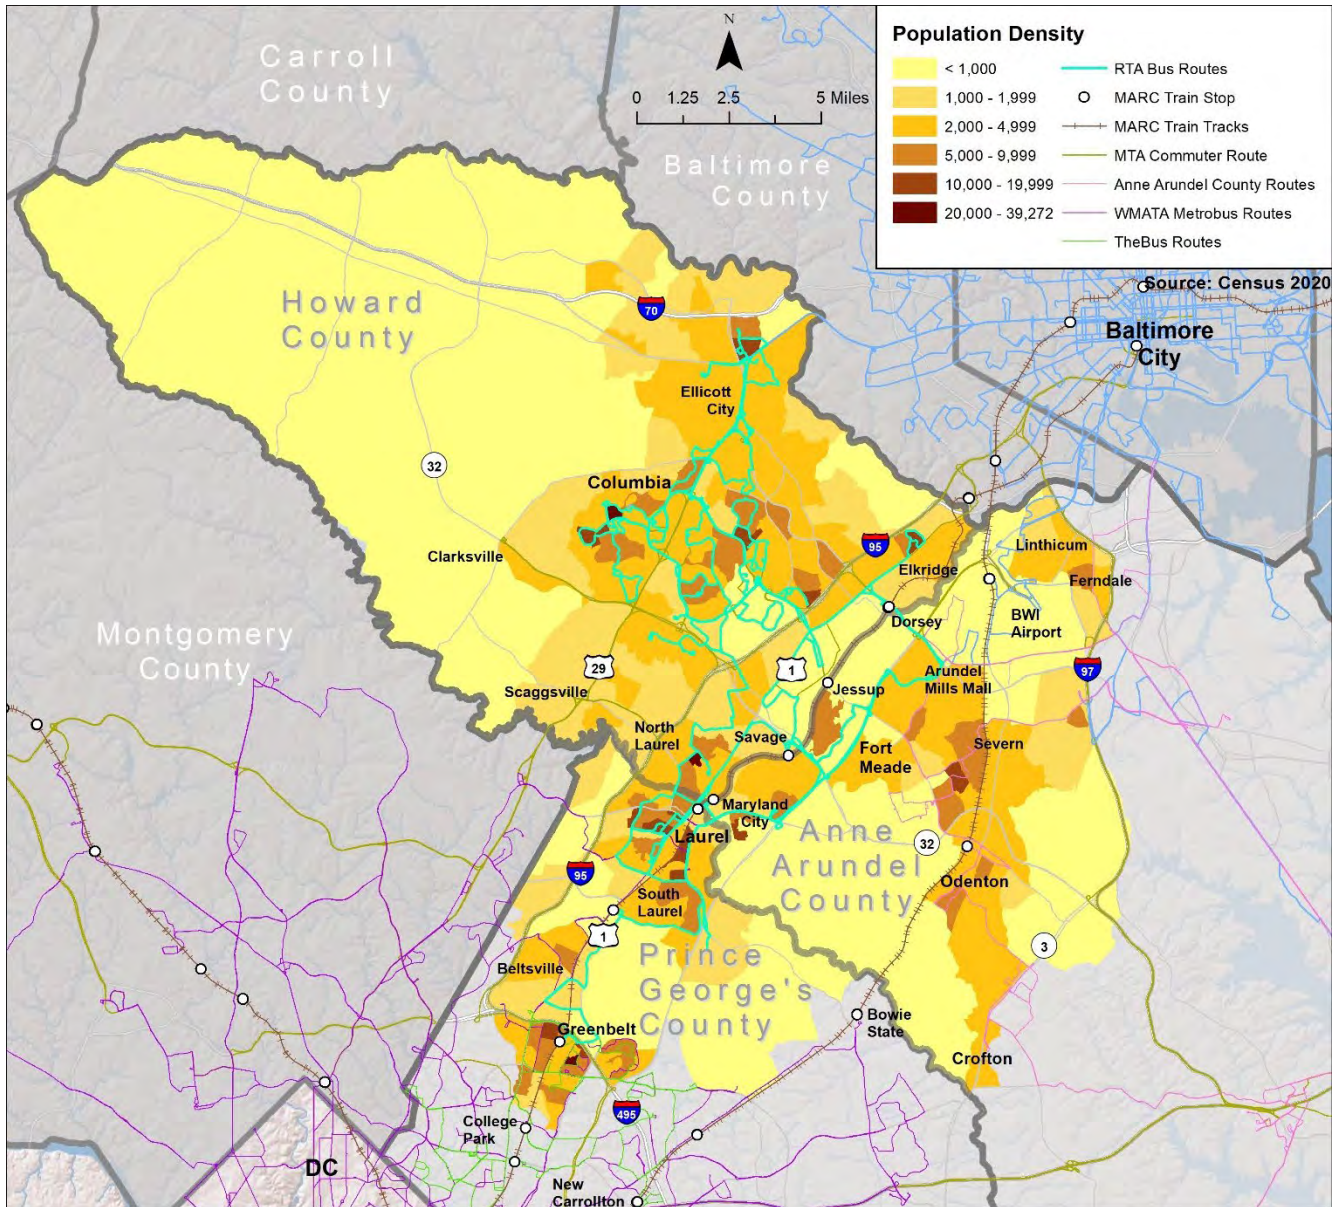 Carroll
County
N
0 1.25 2.5 5 Miles
Baltimore
County
Population Density
< 1,000
1,000 - 1,999
2,000 - 4,999
5,000 - 9,999
10,000 - 19,999
20,000 - 39,272
RTA Bus Routes
MARC Train Stop
MARC Train Tracks
MTA Commuter Route
Anne Arundel County Routes
WMATA Metrobus Routes
TheBus Routes
Source: Census 2020
Baltimore
City
Howard
County
70
Ellicott
City
32
Columbia
Clarksville
95
Elkridge
Linthicum
Ferndale
Dorsey
BWI
Airport
Montgomery
County
29
1
Jessup
Arundel
Mills Mall
97
Scaggsville
North
Laurel
Savage
Fort
Meade
Severn
Maryland
City
Laurel
Anne
Arundel
County
32
95
Odenton
South
Laurel
1
3
Beltsville
Prince
George's
County
Bowie
State
Greenbelt
Crofton
495
College
Park
DC
New
Carrollton